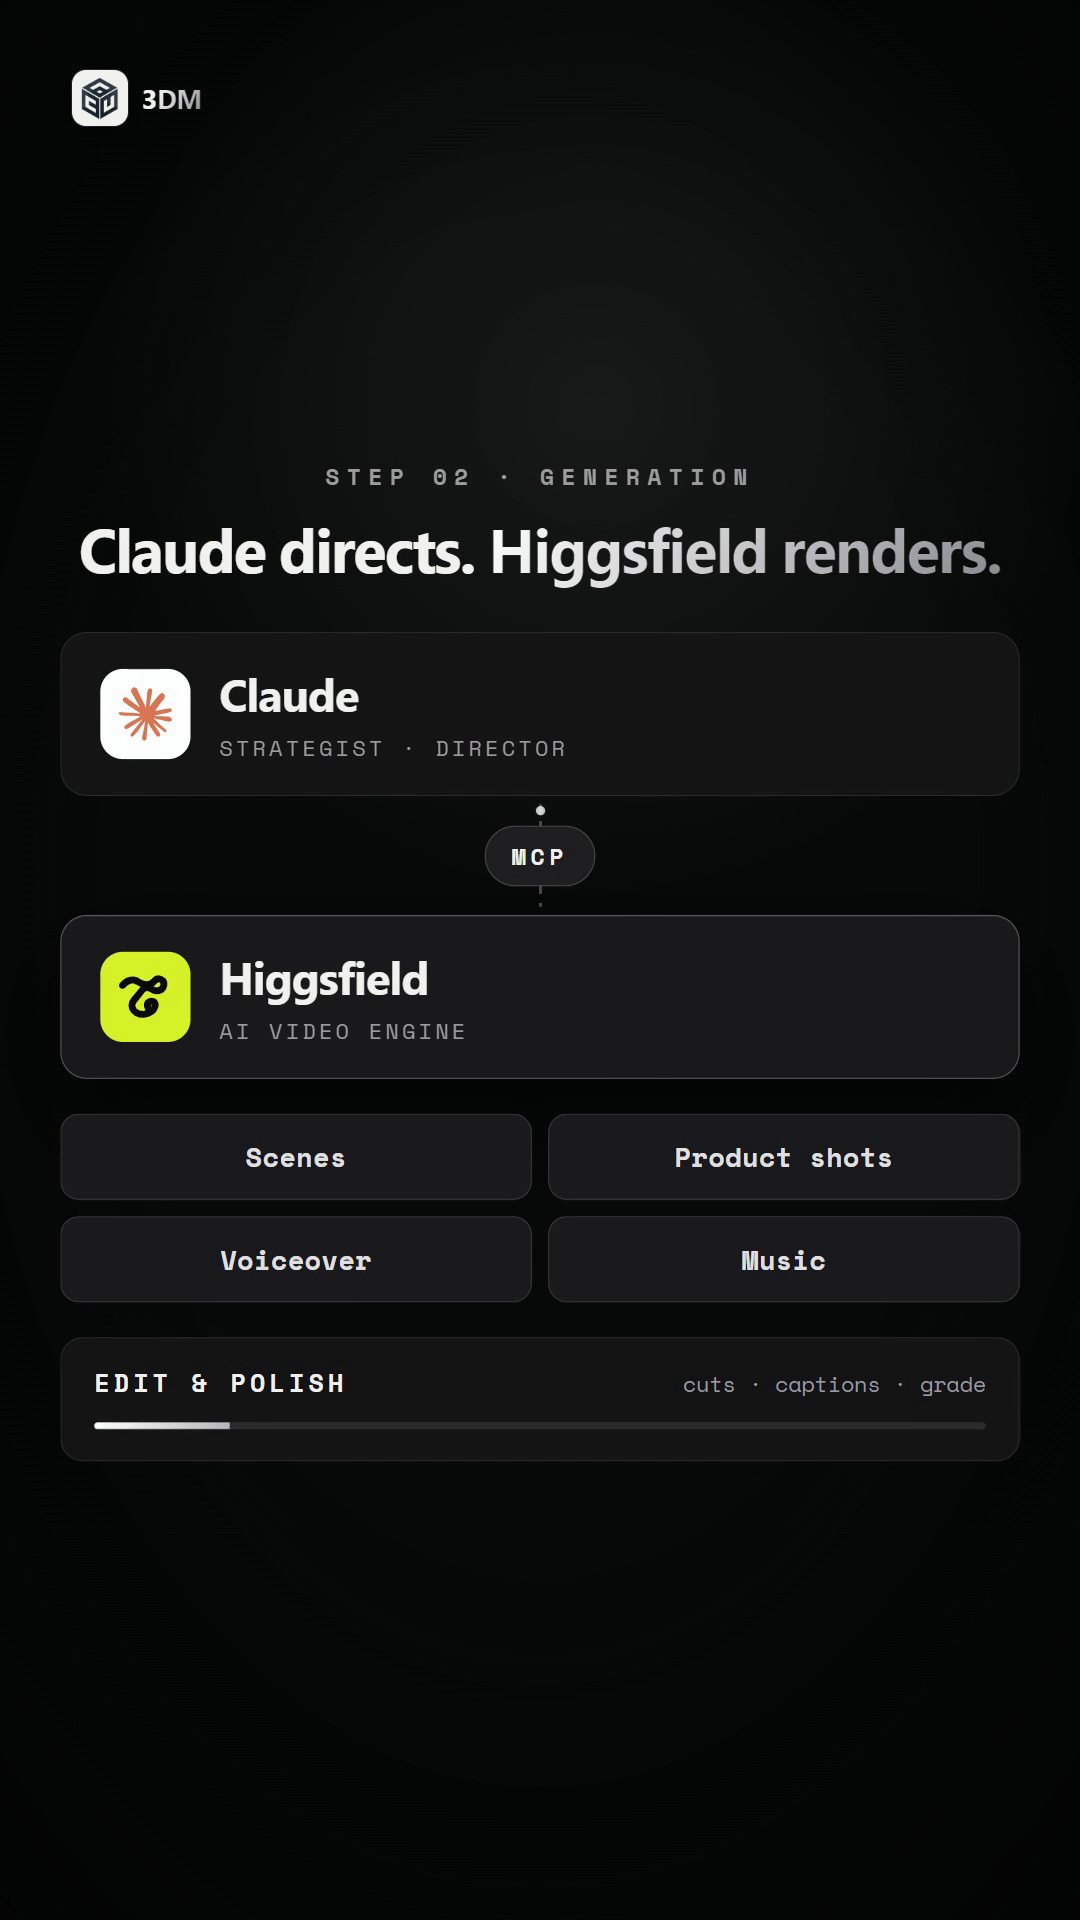 3DM
STEP 02 · GENERATION
Claude directs. Higgsfield renders.
Claude
STRATEGIST · DIRECTOR
MCP
Higgsfield
AI VIDEO ENGINE
Scenes
Product shots
Voiceover
Music
EDIT & POLISH
cuts · captions · grade